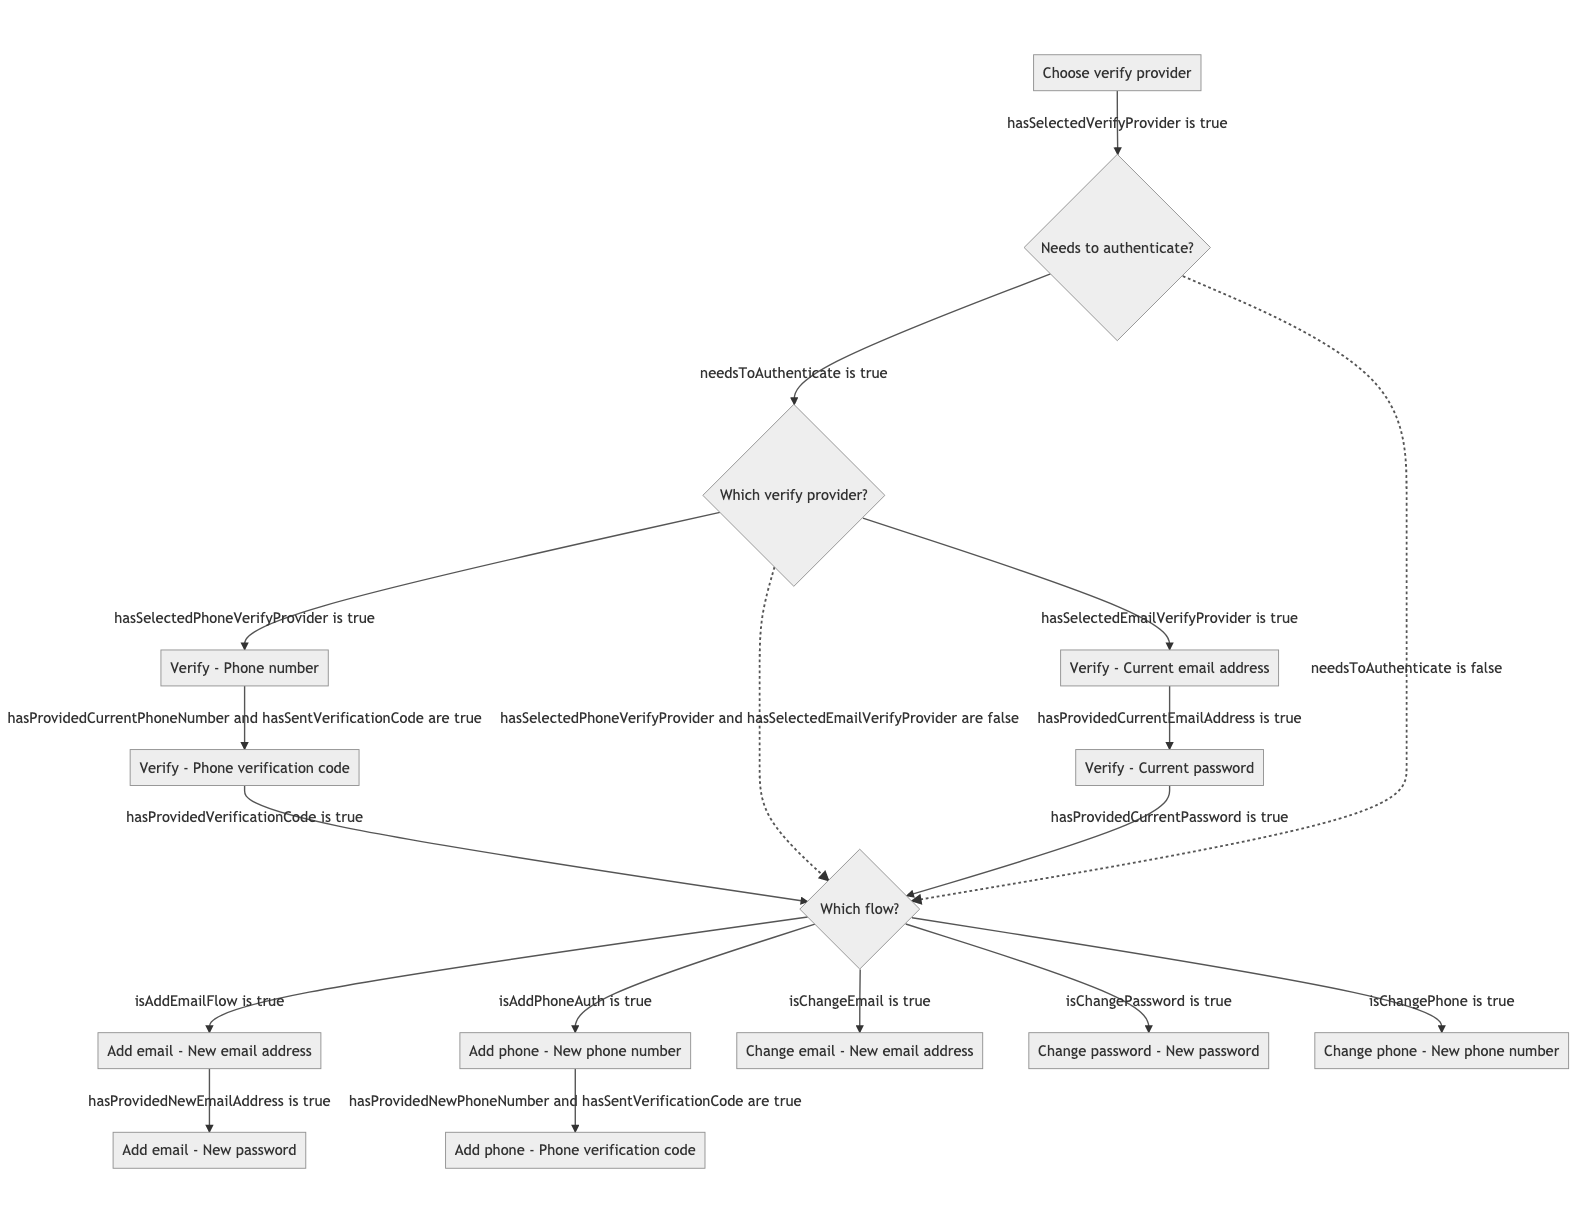 Choose verify provider
hasSelectedVerifyProvider is true
Needs to authenticate?
needsToAuthenticate is true
Which verify provider?
hasSelectedPhoneVerifyProvider is true
hasSelectedEmailVerifyProvider is true
Verify - Phone number
Verify - Current email address
needsToAuthenticate is false
hasProvidedCurrentPhoneNumber and hasSentVerificationCode are true
hasSelectedPhoneVerifyProvider and hasSelectedEmailVerifyProvider are false
hasProvidedCurrentEmailAddress is true
Verify - Phone verification code
Verify - Current password
hasProvidedVerificationCode is true
hasProvidedCurrentPassword is true
Which flow?
isAddEmailFlow is true
isAddPhoneAuth is true
isChangeEmail is true
isChangePassword is true
isChangePhone is true
Add email - New email address
Add phone - New phone number
Change email - New email address
Change password - New password
Change phone - New phone number
hasProvidedNewEmailAddress is true
hasProvidedNewPhoneNumber and hasSentVerificationCode are true
Add email - New password
Add phone - Phone verification code